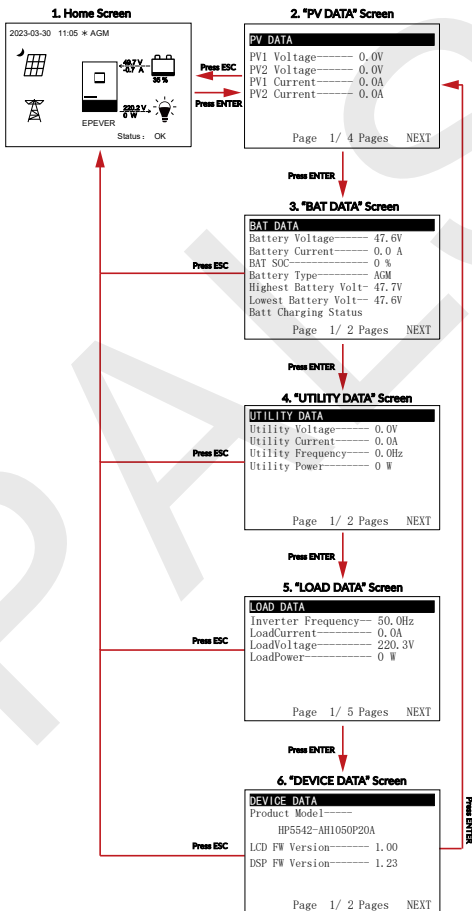 1. Home Screen
2023-03-30 11:05 ☀ AGM
49.7 V
-0.7 A
35 %
220.2 V
0 W
EPEVER
Status： OK
Press ESC
Press ENTER
2. "PV DATA" Screen
PV DATA
PV1 Voltage------ 0.0V
PV2 Voltage------ 0.0V
PV1 Current------ 0.0A
PV2 Current------ 0.0A
Page 1/ 4 Pages NEXT
Press ENTER
3. "BAT DATA" Screen
BAT DATA
Battery Voltage------ 47.6V
Battery Current------ 0.0 A
BAT SOC-------------- 0 %
Battery Type--------- AGM
Highest Battery Volt- 47.7V
Lowest Battery Volt-- 47.6V
Batt Charging Status
Page 1/ 2 Pages NEXT
Press ESC
Press ENTER
4. "UTILITY DATA" Screen
UTILITY DATA
Utility Voltage------ 0.0V
Utility Current------ 0.0A
Utility Frequency---- 0.0Hz
Utility Power-------- 0 W
Page 1/ 2 Pages NEXT
Press ESC
Press ENTER
5. "LOAD DATA" Screen
LOAD DATA
Inverter Frequency-- 50.0Hz
LoadCurrent--------- 0.0A
LoadVoltage--------- 220.3V
LoadPower----------- 0 W
Page 1/ 5 Pages NEXT
Press ESC
Press ENTER
6. "DEVICE DATA" Screen
DEVICE DATA
Product Model-----
HP5542-AH1050P20A
LCD FW Version------- 1.00
DSP FW Version------- 1.23
Page 1/ 2 Pages NEXT
Press ESC
Press ENTER